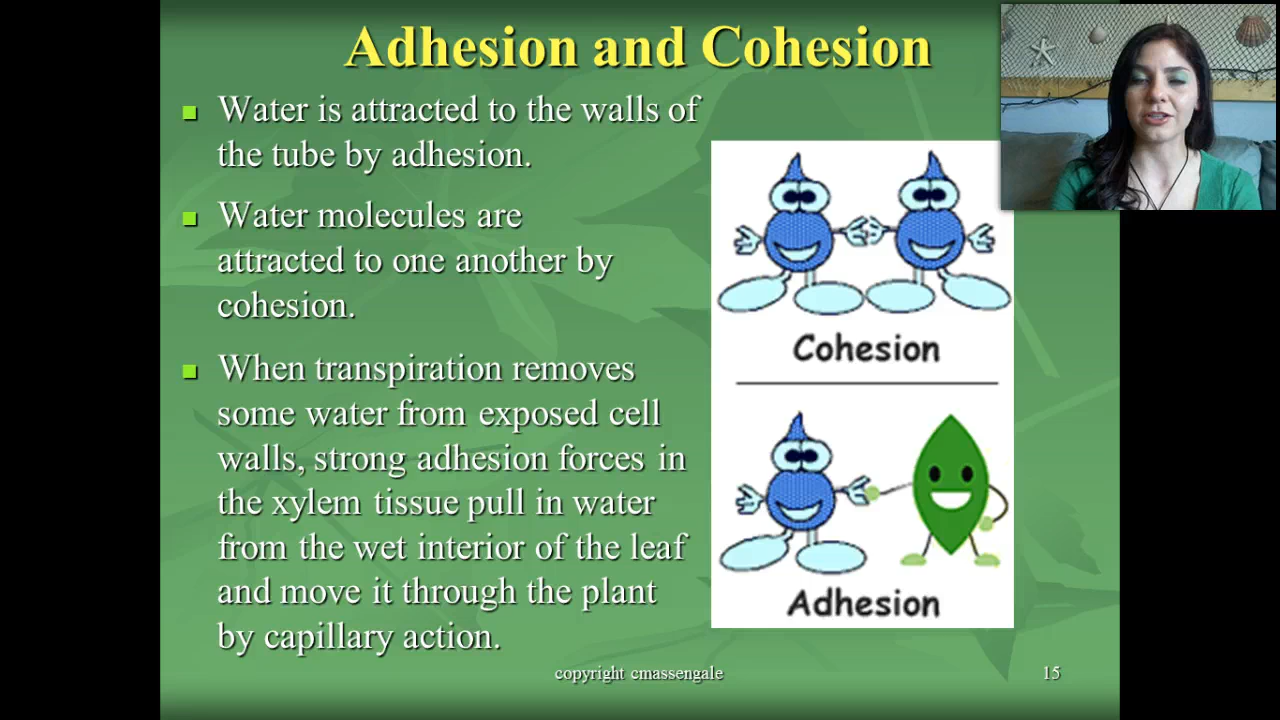 Adhesion and Cohesion
Water is attracted to the walls of
the tube by adhesion.
Water molecules are
attracted to one another by
cohesion.
When transpiration removes
some water from exposed cell
walls, strong adhesion forces in
the xylem tissue pull in water
from the wet interior of the leaf
and move it through the plant
by capillary action.
Cohesion
Adhesion
copyright cmassengale
15